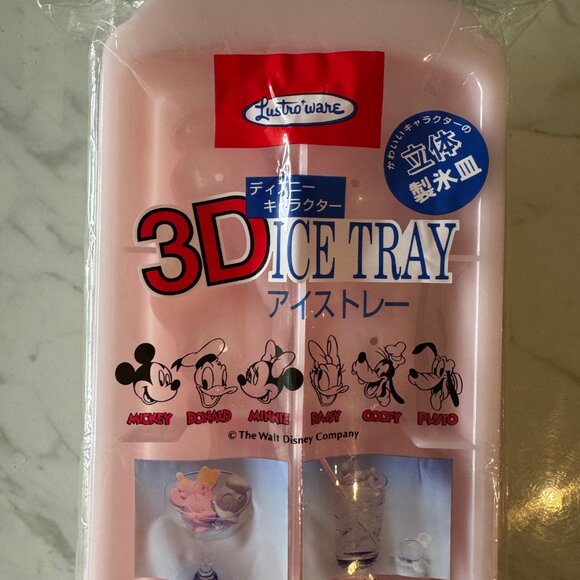 Lustro*ware
かわいいキャラクターの
立体
製氷皿
ディズニー
キャラクター
3D ICE TRAY
アイストレー
MICKEY DONALD MINNIE DAISY GOOFY PLUTO
© The Walt Disney Company